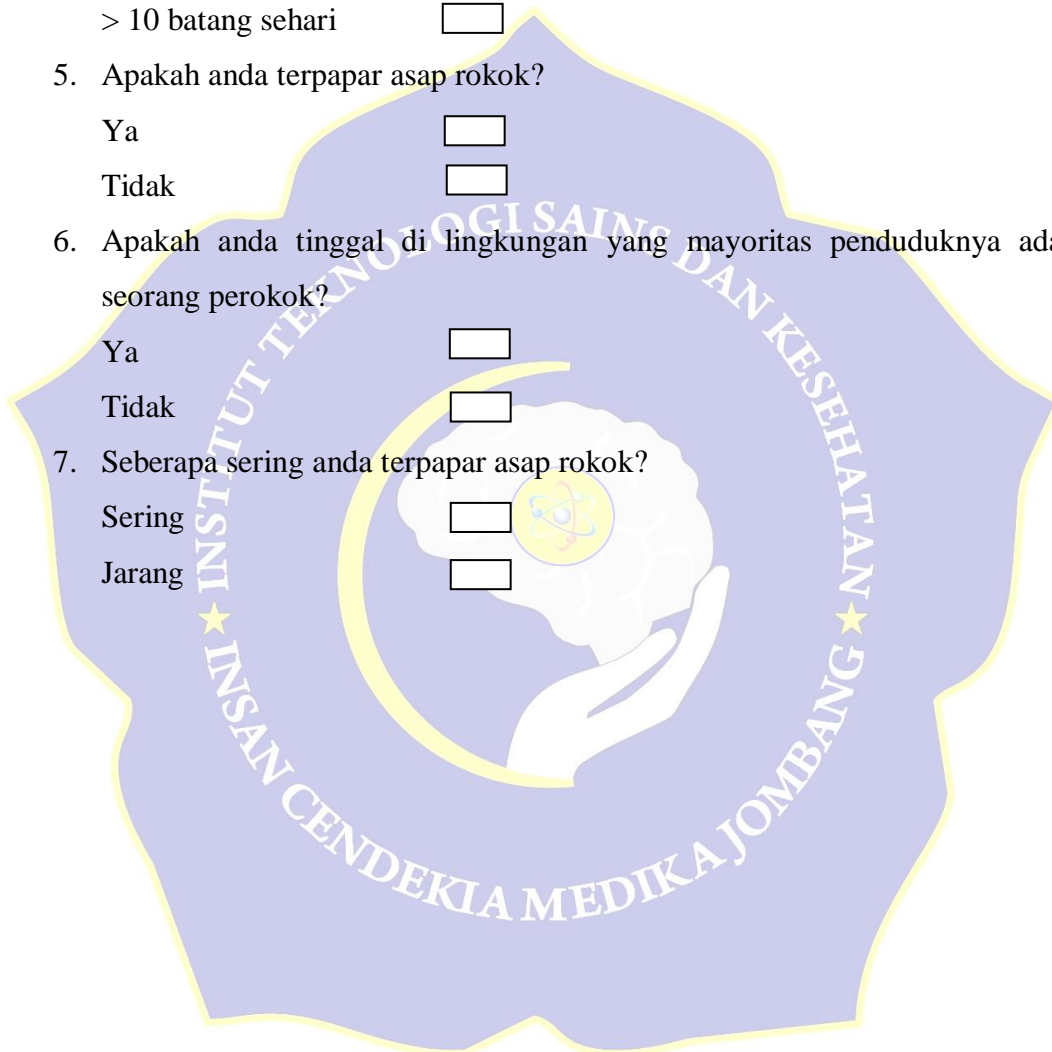 > 10 batang sehari
5. Apakah anda terpapar asap rokok?
Ya
Tidak
6. Apakah anda tinggal di lingkungan yang mayoritas penduduknya ada
seorang perokok?
Ya
Tidak
7. Seberapa sering anda terpapar asap rokok?
Sering
Jarang
INSTITUT TEKNOLOGI SAINS DAN KESEHATAN
INSAN CENDEKIA MEDIKA JOMBANG